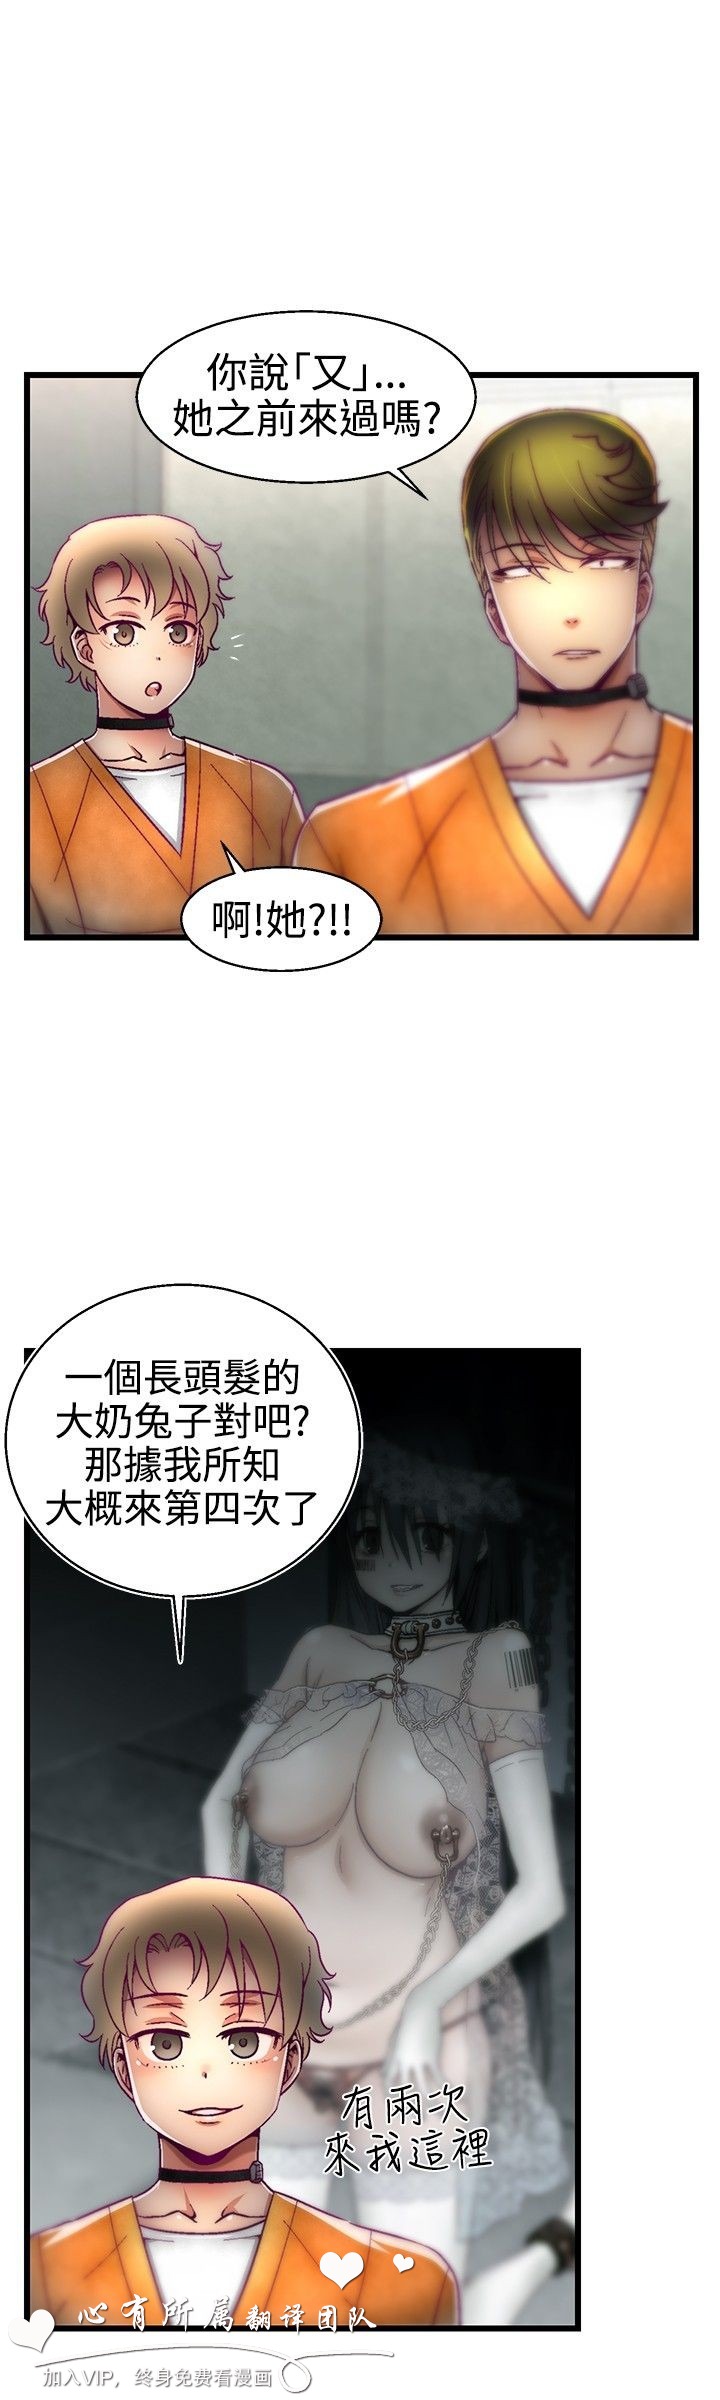 你說「又」...
她之前來過嗎?
啊!她?!!
一個長頭髮的
大奶兔子對吧?
那據我所知
大概來第四次了
有兩次
來我這裡
心有所属翻译团队
加入VIP，终身免费看漫画